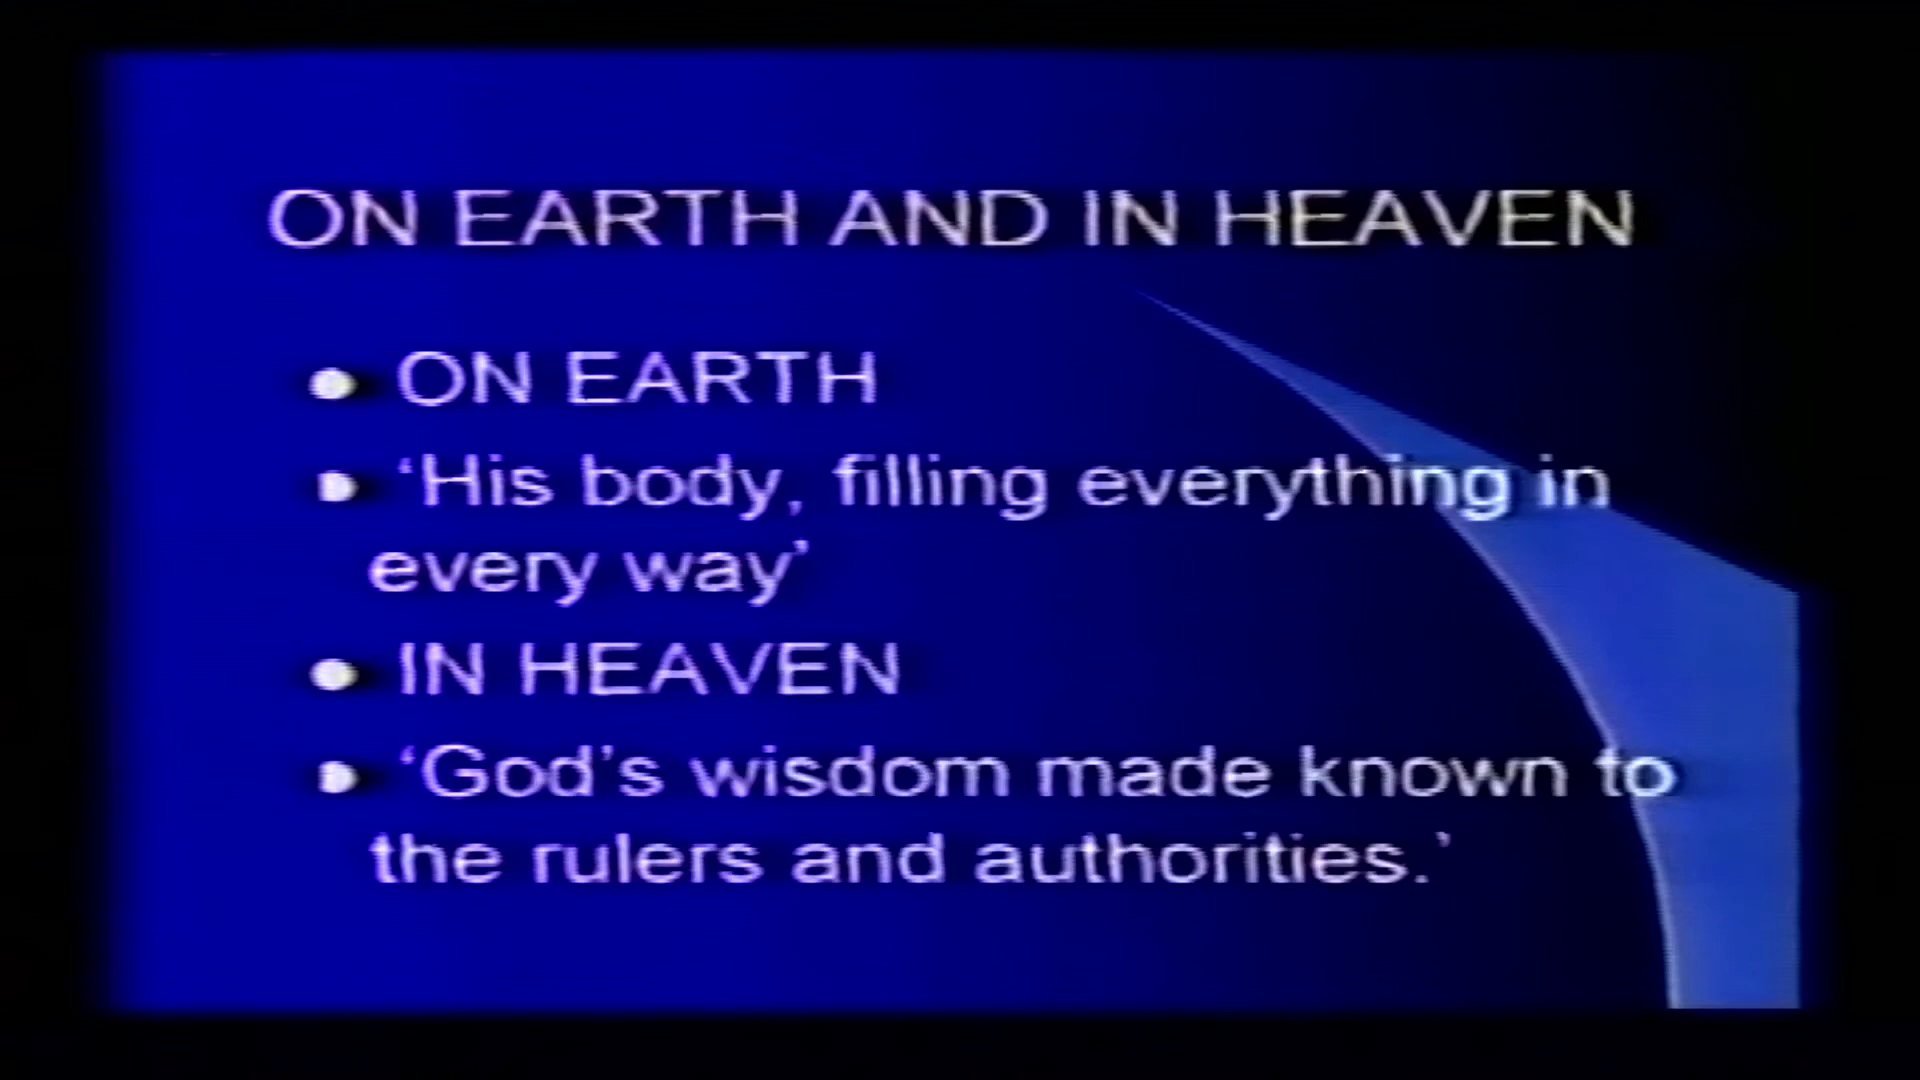 ON EARTH AND IN HEAVEN
• ON EARTH
• ‘His body, filling everything in
every way’
• IN HEAVEN
• ‘God’s wisdom made known to
the rulers and authorities.’